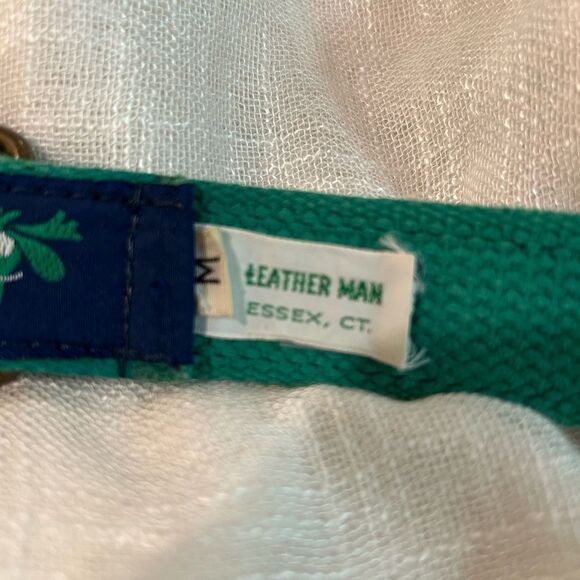 M
LEATHER MAN
ESSEX, CT.